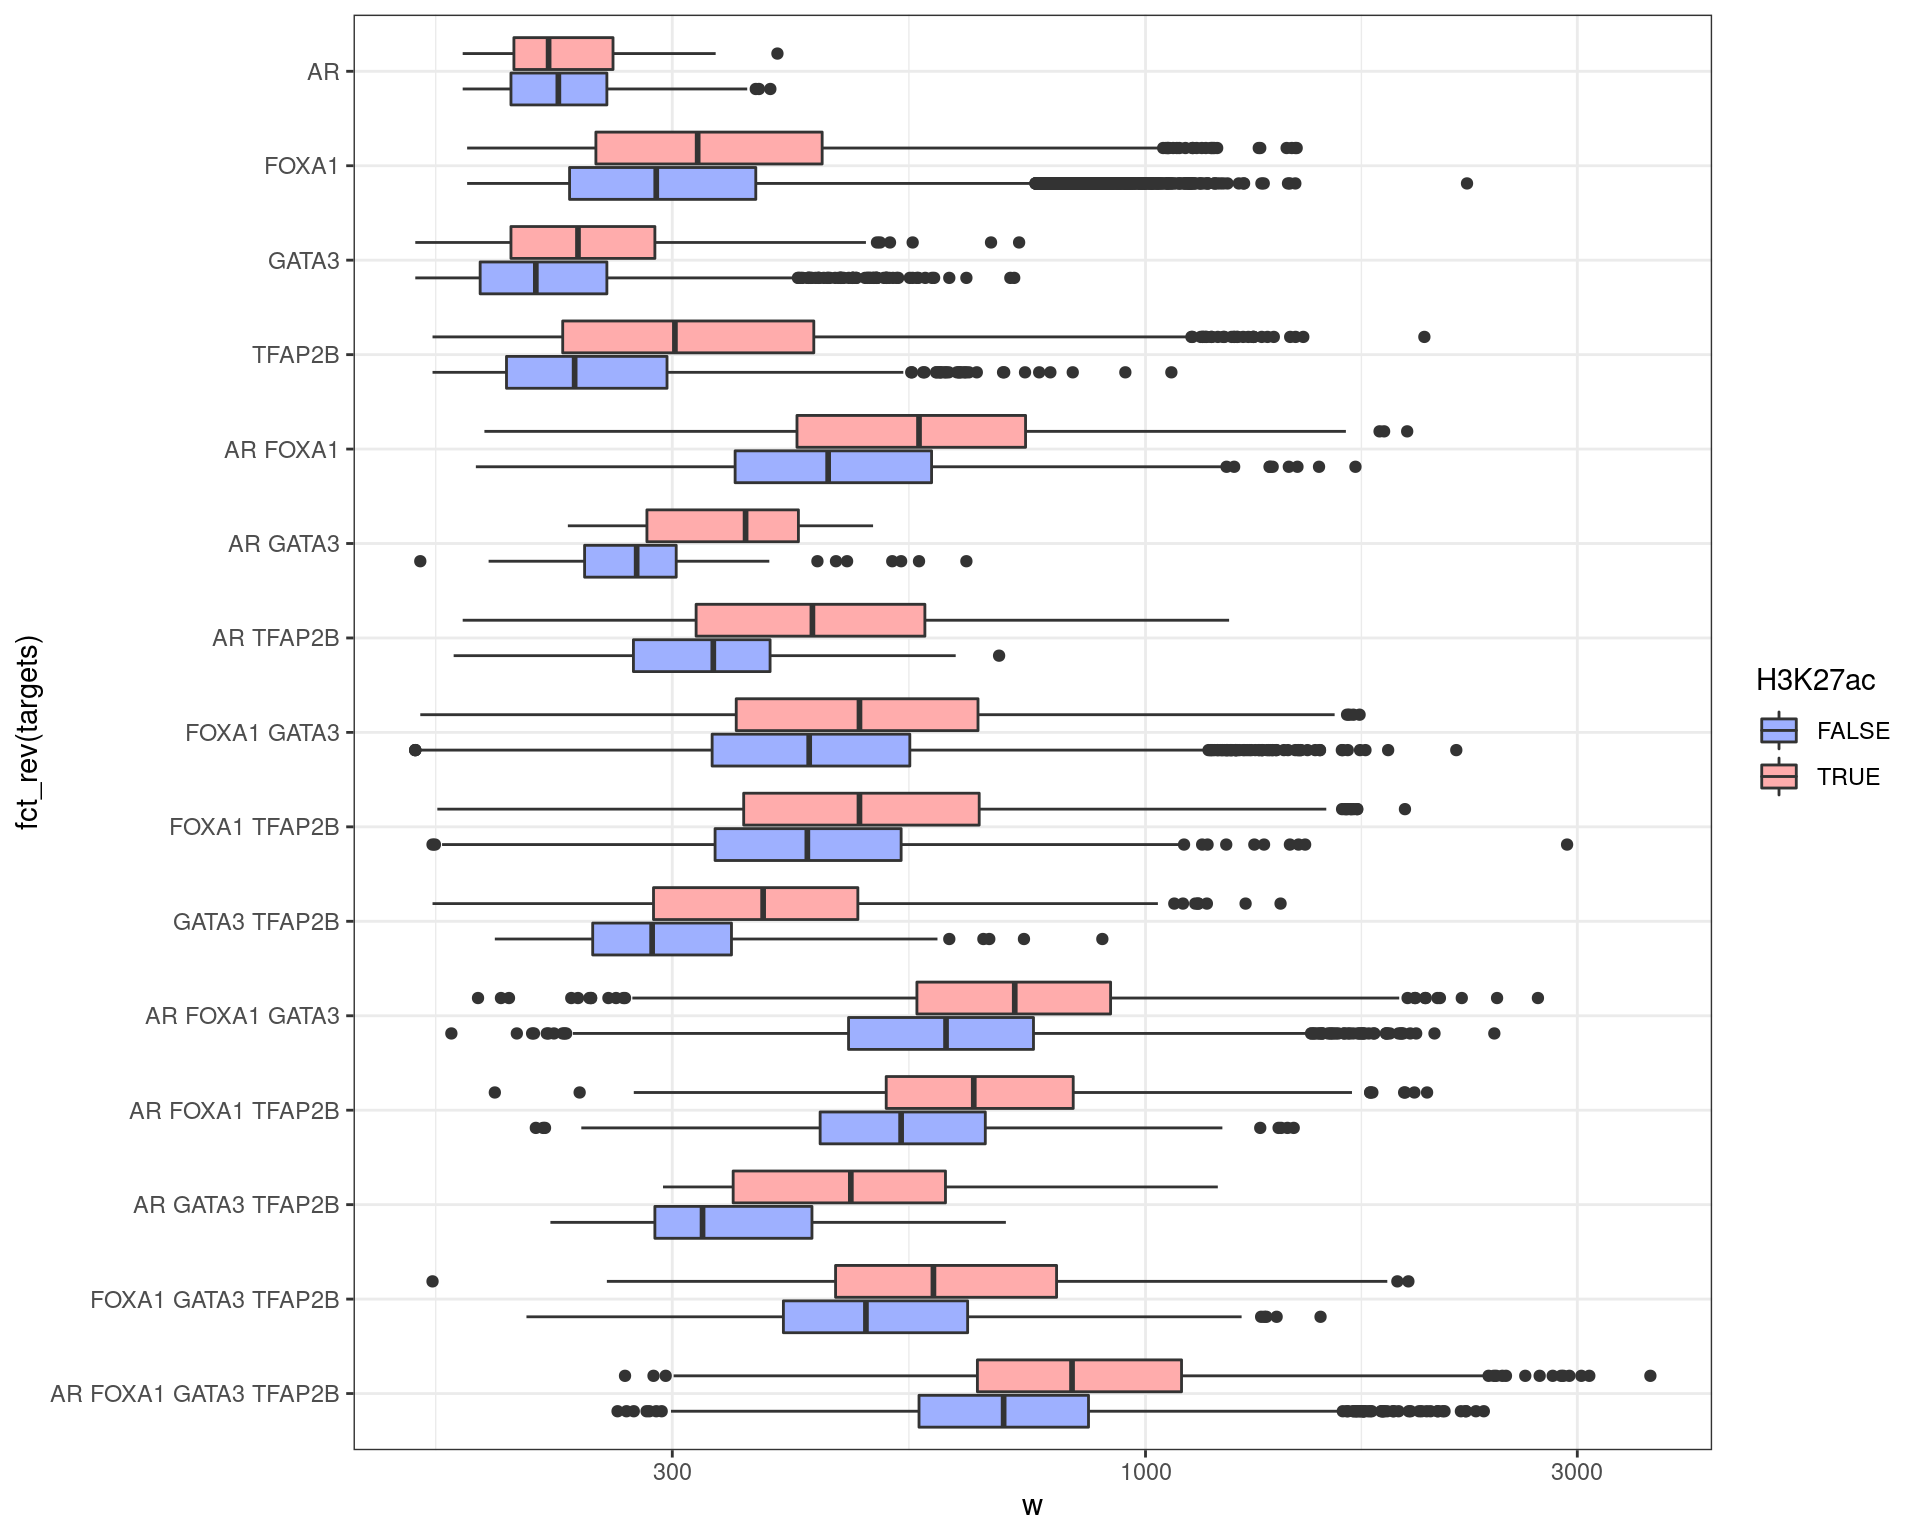 AR
FOXA1
GATA3
TFAP2B
AR FOXA1
AR GATA3
AR TFAP2B
FOXA1 GATA3
FOXA1 TFAP2B
GATA3 TFAP2B
AR FOXA1 GATA3
AR FOXA1 TFAP2B
AR GATA3 TFAP2B
FOXA1 GATA3 TFAP2B
AR FOXA1 GATA3 TFAP2B
fct_rev(targets)
300
1000
3000
w
H3K27ac
FALSE
TRUE